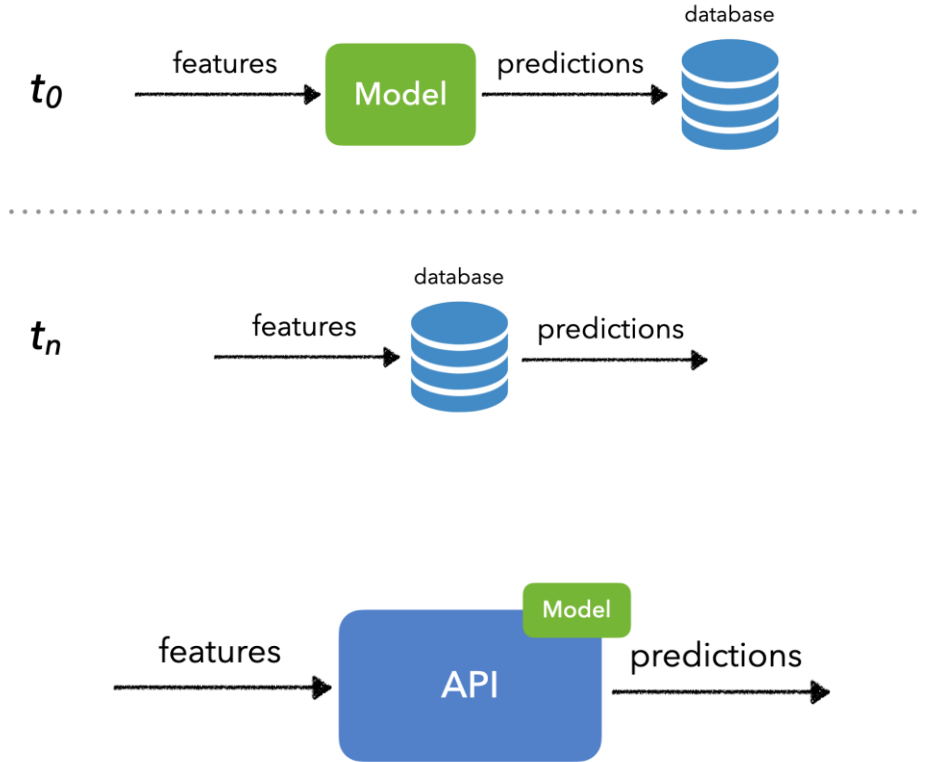 database
features
Model
predictions
t0
database
features
predictions
tn
Model
features
API
predictions